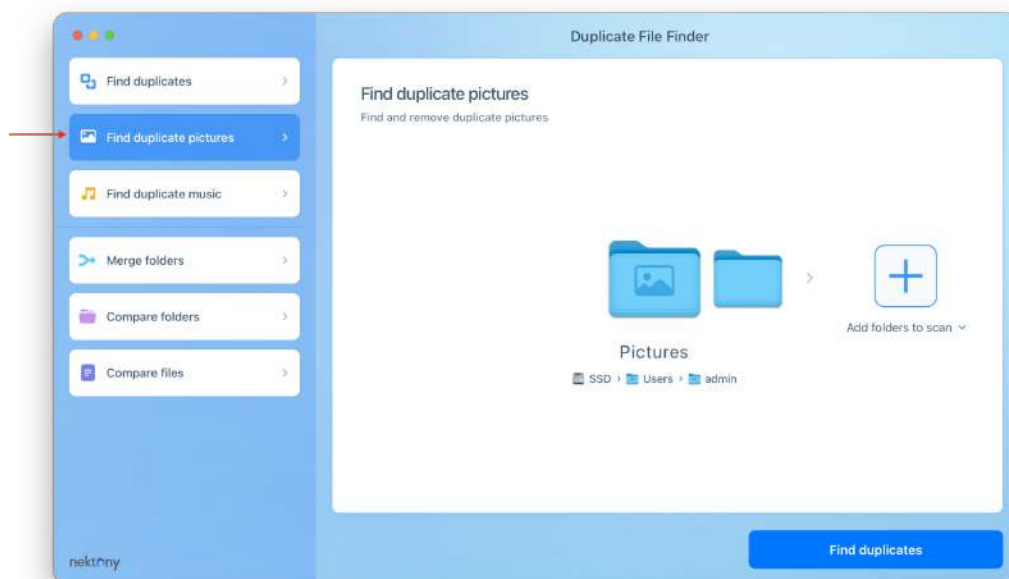 Duplicate File Finder
Find duplicates
Find duplicate pictures
Find duplicate music
Merge folders
Compare folders
Compare files
nektony
Find duplicate pictures
Find and remove duplicate pictures
Pictures
SSD › Users › admin
Add folders to scan
Find duplicates